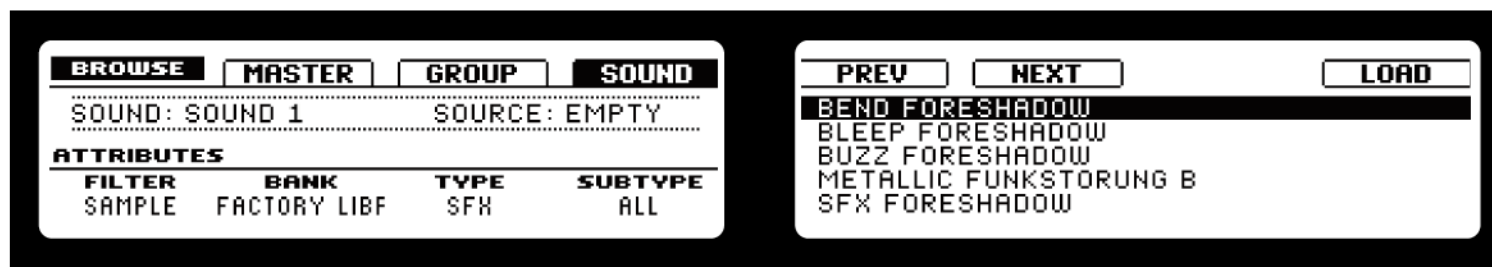 BROWSE MASTER GROUP SOUND
SOUND: SOUND 1 SOURCE: EMPTY
ATTRIBUTES
FILTER BANK TYPE SUBTYPE
SAMPLE FACTORY LIBR SFX ALL
PREV NEXT LOAD
BEND FORESHADOW
BLEEP FORESHADOW
BUZZ FORESHADOW
METALLIC FUNKSTORUNG B
SFX FORESHADOW